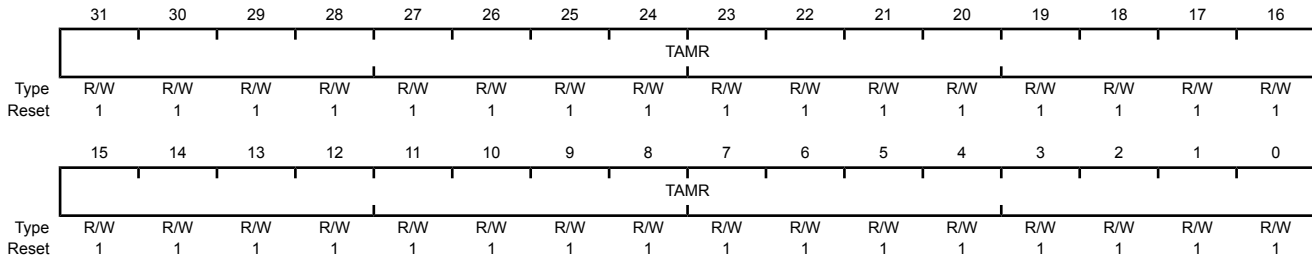 31 30 29 28 27 26 25 24 23 22 21 20 19 18 17 16
TAMR
Type R/W R/W R/W R/W R/W R/W R/W R/W R/W R/W R/W R/W R/W R/W R/W R/W
Reset 1 1 1 1 1 1 1 1 1 1 1 1 1 1 1 1
15 14 13 12 11 10 9 8 7 6 5 4 3 2 1 0
TAMR
Type R/W R/W R/W R/W R/W R/W R/W R/W R/W R/W R/W R/W R/W R/W R/W R/W
Reset 1 1 1 1 1 1 1 1 1 1 1 1 1 1 1 1